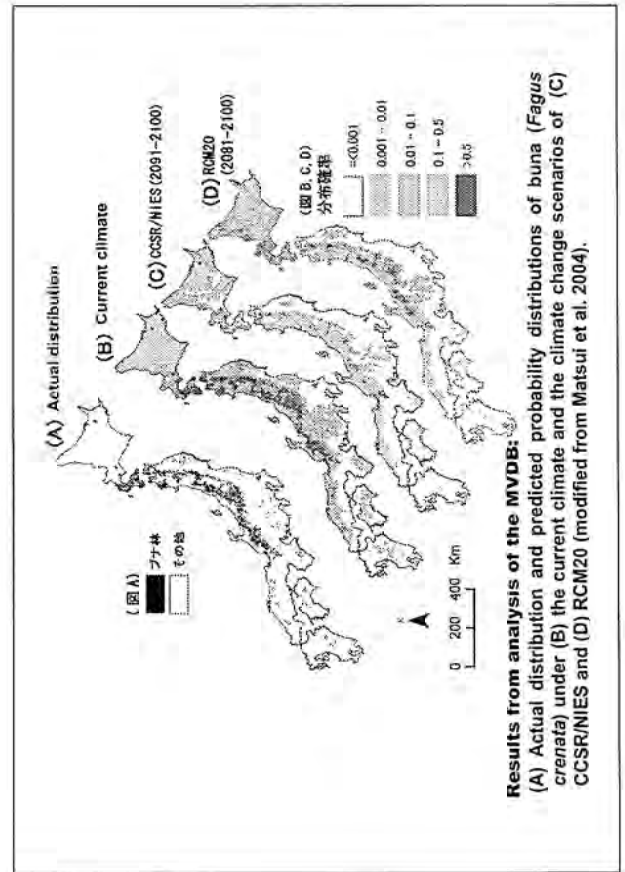 (A) Actual distribution
(B) Current climate
(C) CCSR/NIES (2091-2100)
(D) RCM20
(2081-2100)
(図A)
ブナ林
その他
(図B, C, D)
分布確率
=<0.001
0.001 - 0.01
0.01 - 0.1
0.1 - 0.5
>0.5
N
0 200 400 Km
Results from analysis of the MVDB:
(A) Actual distribution and predicted probability distributions of buna (Fagus
crenata) under (B) the current climate and the climate change scenarios of (C)
CCSR/NIES and (D) RCM20 (modified from Matsui et al. 2004).